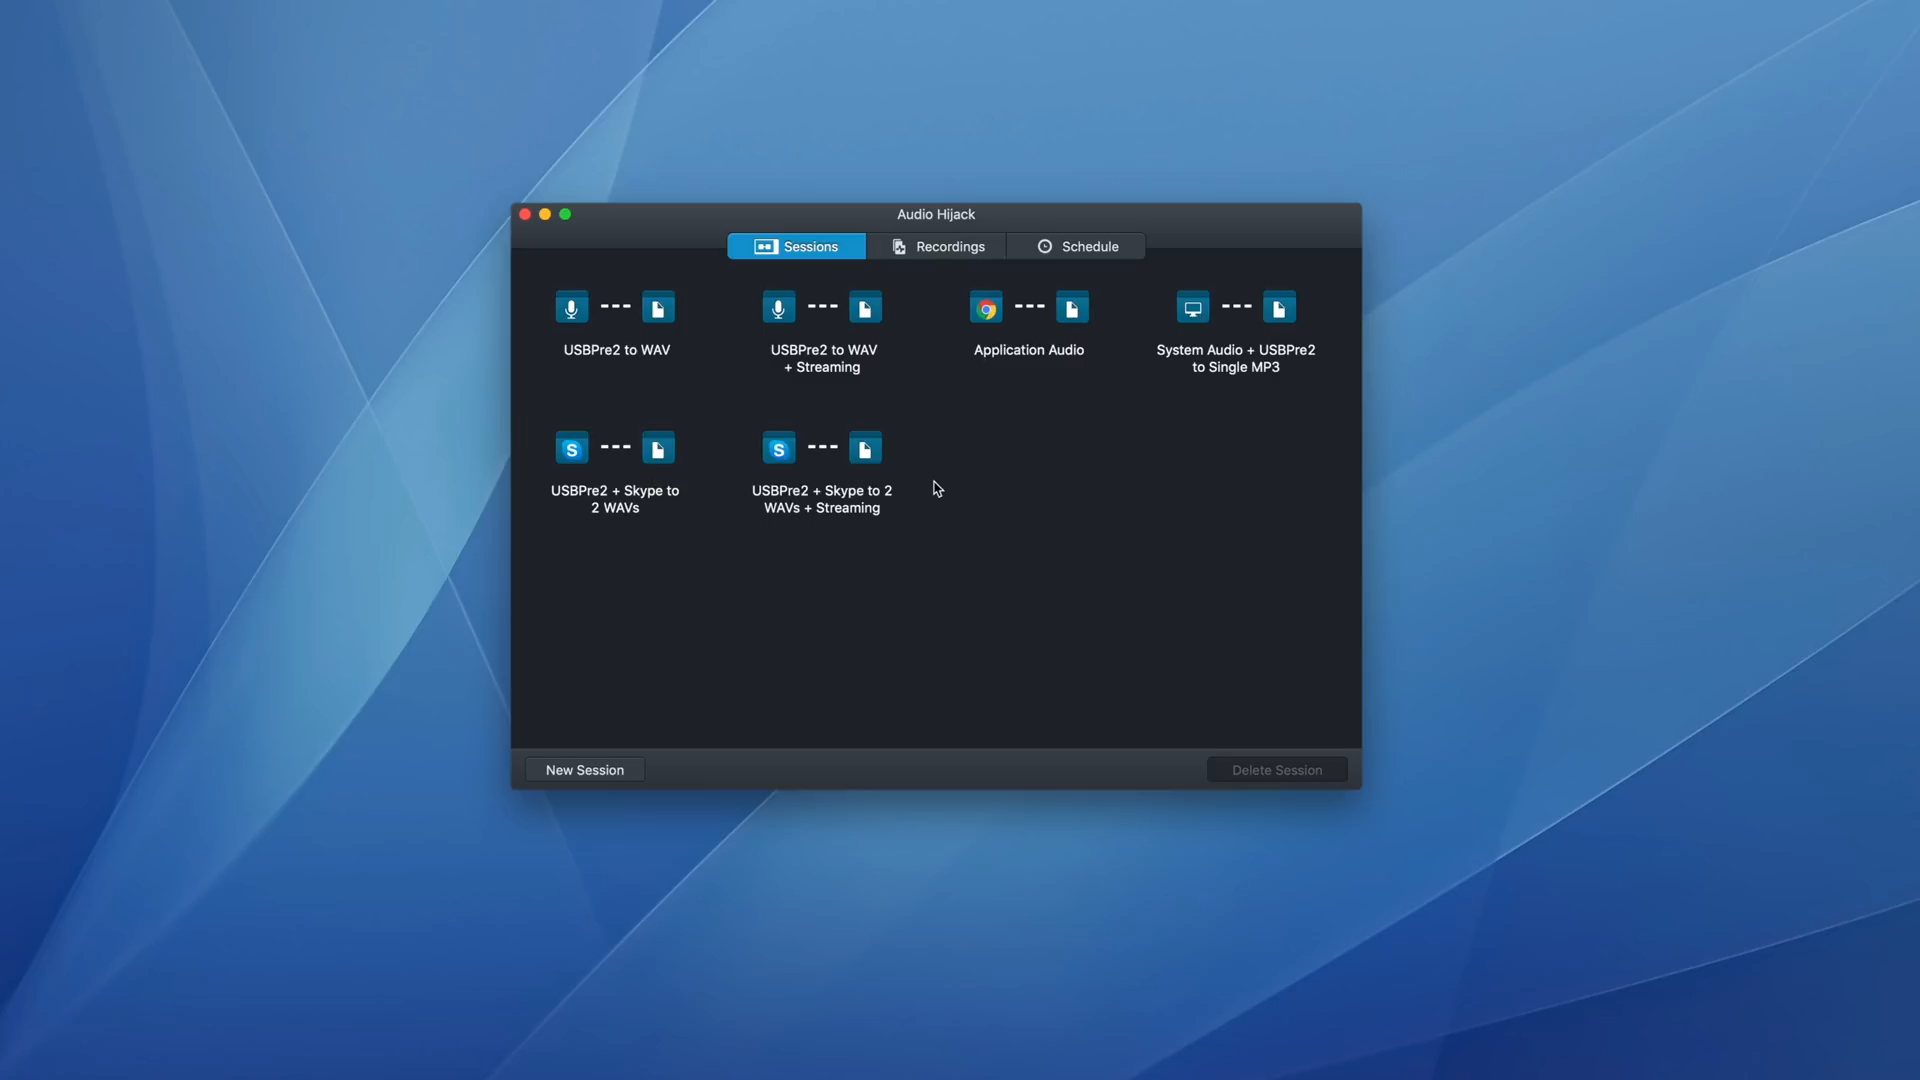 Audio Hijack
Sessions
Recordings
Schedule
USBPre2 to WAV
USBPre2 to WAV
+ Streaming
Application Audio
System Audio + USBPre2
to Single MP3
USBPre2 + Skype to
2 WAVs
USBPre2 + Skype to 2
WAVs + Streaming
New Session
Delete Session